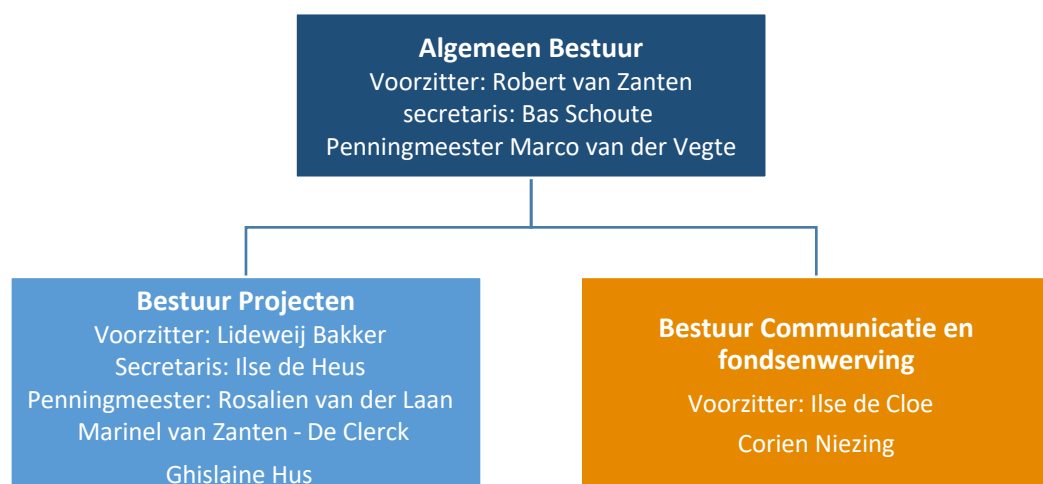 Algemeen Bestuur
Voorzitter: Robert van Zanten
secretaris: Bas Schoute
Penningmeester Marco van der Vegte
Bestuur Projecten
Voorzitter: Lideweij Bakker
Secretaris: Ilse de Heus
Penningmeester: Rosalien van der Laan
Marinel van Zanten - De Clerck
Ghislaine Hus
Bestuur Communicatie en
fondsenwerving
Voorzitter: Ilse de Cloe
Corien Niezing